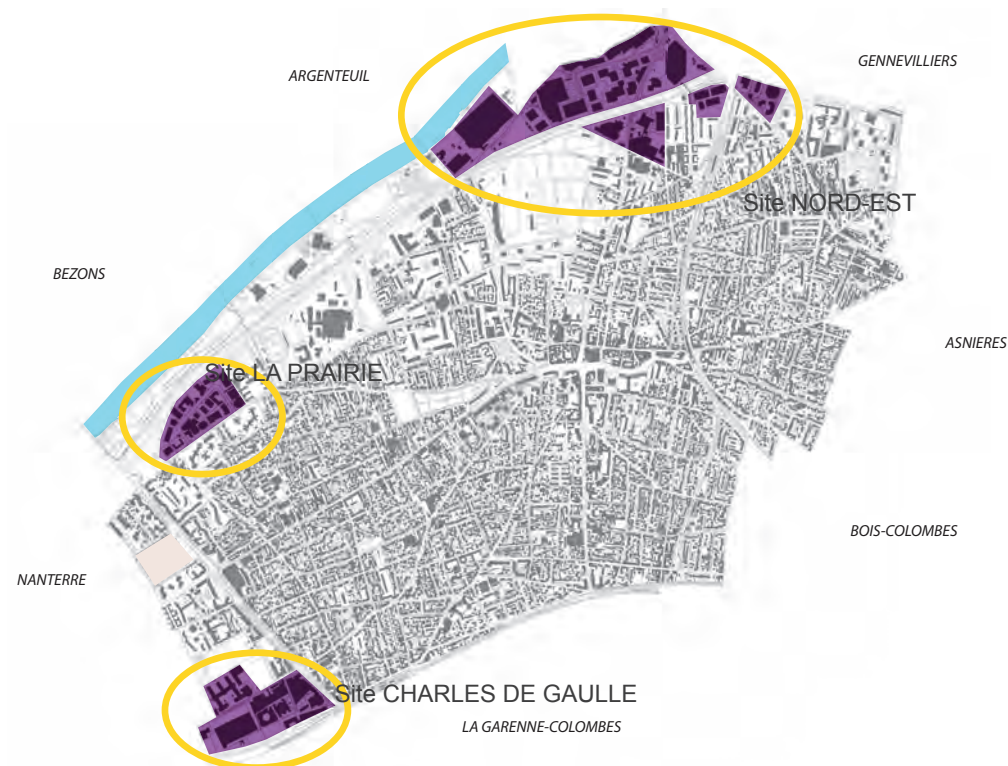 GENNEVILLIERS
ARGENTEUIL
Site NORD-EST
BEZONS
ASNIERES
Site LA PRAIRIE
BOIS-COLOMBES
NANTERRE
Site CHARLES DE GAULLE
LA GARENNE-COLOMBES